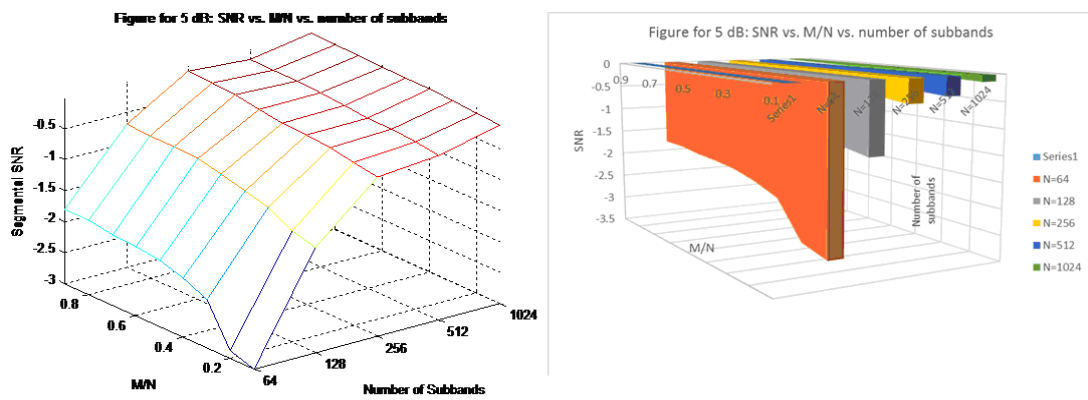 Figure for 5 dB: SNR vs. M/N vs. number of subbands
Segmental SNR
-0.5
-1
-1.5
-2
-2.5
-3
0.8
0.6
0.4
0.2
M/N
64
128
256
512
1024
Number of Subbands
Figure for 5 dB: SNR vs. M/N vs. number of subbands
SNR
0
-0.5
-1
-1.5
-2
-2.5
-3
-3.5
0.9
0.7
0.5
0.3
0.1
M/N
Series1
N=1024
Number of
subbands
Series1
N=64
N=128
N=256
N=512
N=1024